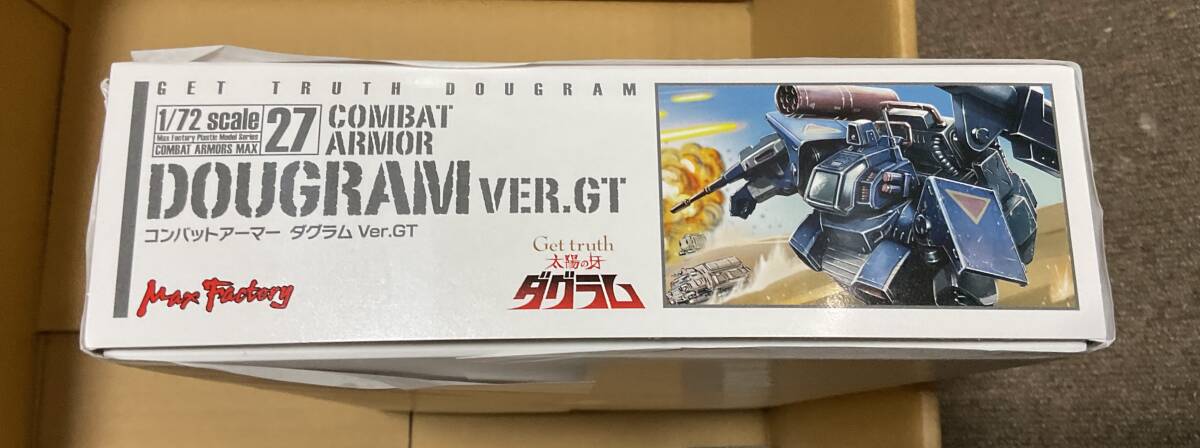 GET TRUTH DOUGRAM
1/72 scale
Max Factory Plastic Model Series
COMBAT ARMORS MAX
27
COMBAT
ARMOR
DOUGRAM VER.GT
コンバットアーマー ダグラム Ver.GT
Max Factory
Get truth
太陽の牙
ダグラム